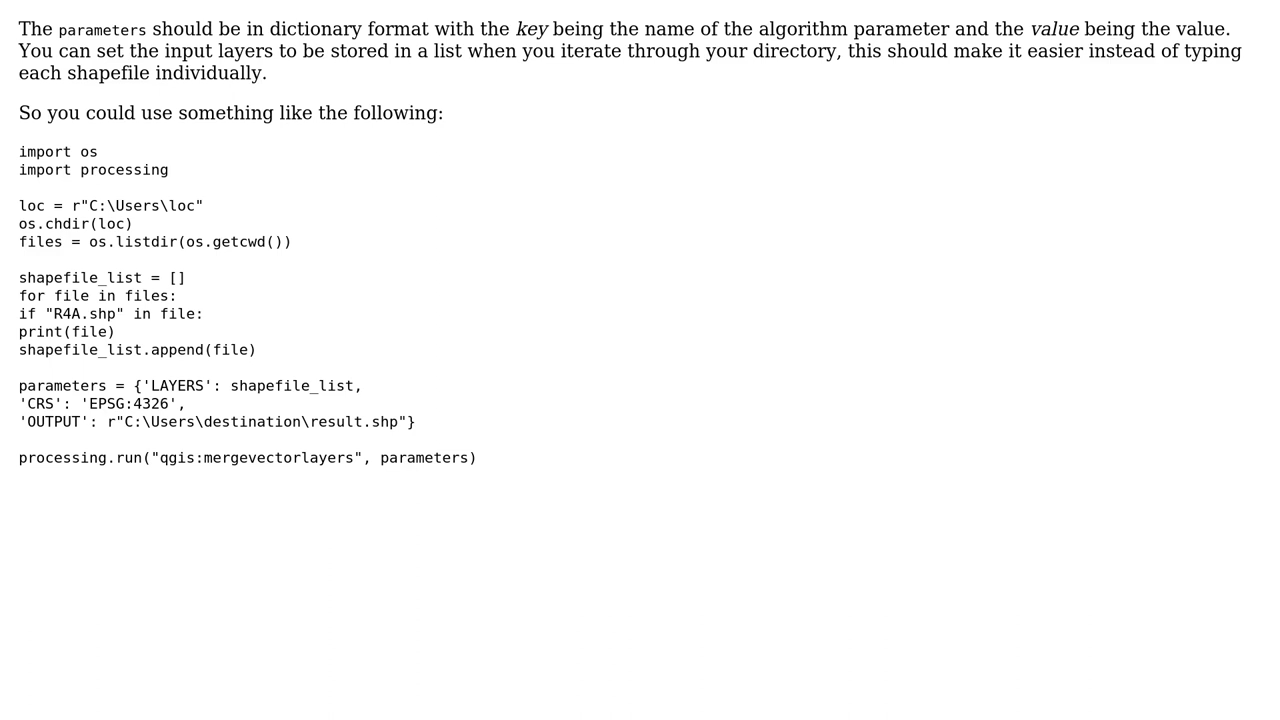 The parameters should be in dictionary format with the key being the name of the algorithm parameter and the value being the value.
You can set the input layers to be stored in a list when you iterate through your directory, this should make it easier instead of typing
each shapefile individually.
So you could use something like the following:
import os
import processing
loc = r"C:\Users\loc"
os.chdir(loc)
files = os.listdir(os.getcwd())
shapefile_list = []
for file in files:
if "R4A.shp" in file:
print(file)
shapefile_list.append(file)
parameters = {'LAYERS': shapefile_list,
'CRS': 'EPSG:4326',
'OUTPUT': r"C:\Users\destination\result.shp"}
processing.run("qgis:mergevectorlayers", parameters)